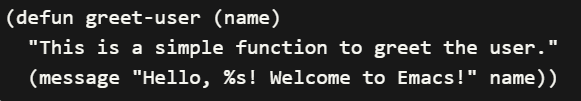 (defun greet-user (name)
  "This is a simple function to greet the user."
  (message "Hello, %s! Welcome to Emacs!" name))